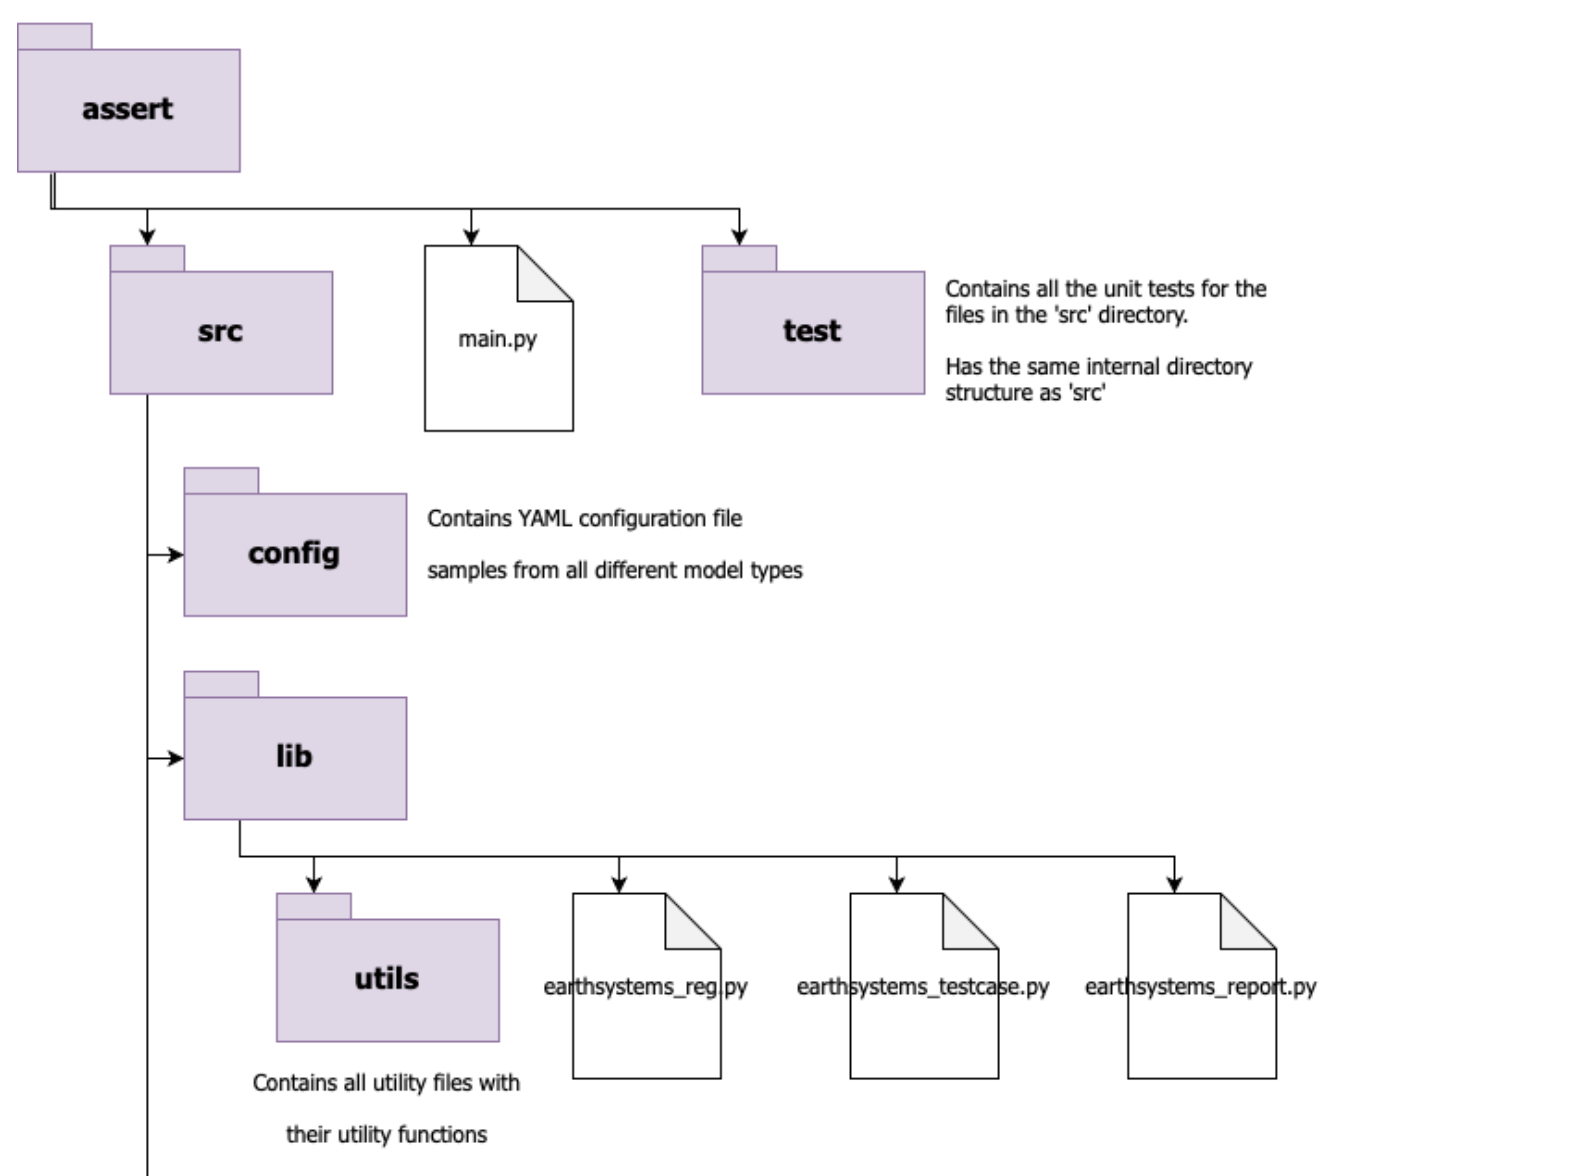 assert
src
main.py
test
Contains all the unit tests for the
files in the 'src' directory.
Has the same internal directory
structure as 'src'
config
Contains YAML configuration file
samples from all different model types
lib
utils
earthsystems_reg.py
earthsystems_testcase.py
earthsystems_report.py
Contains all utility files with
their utility functions